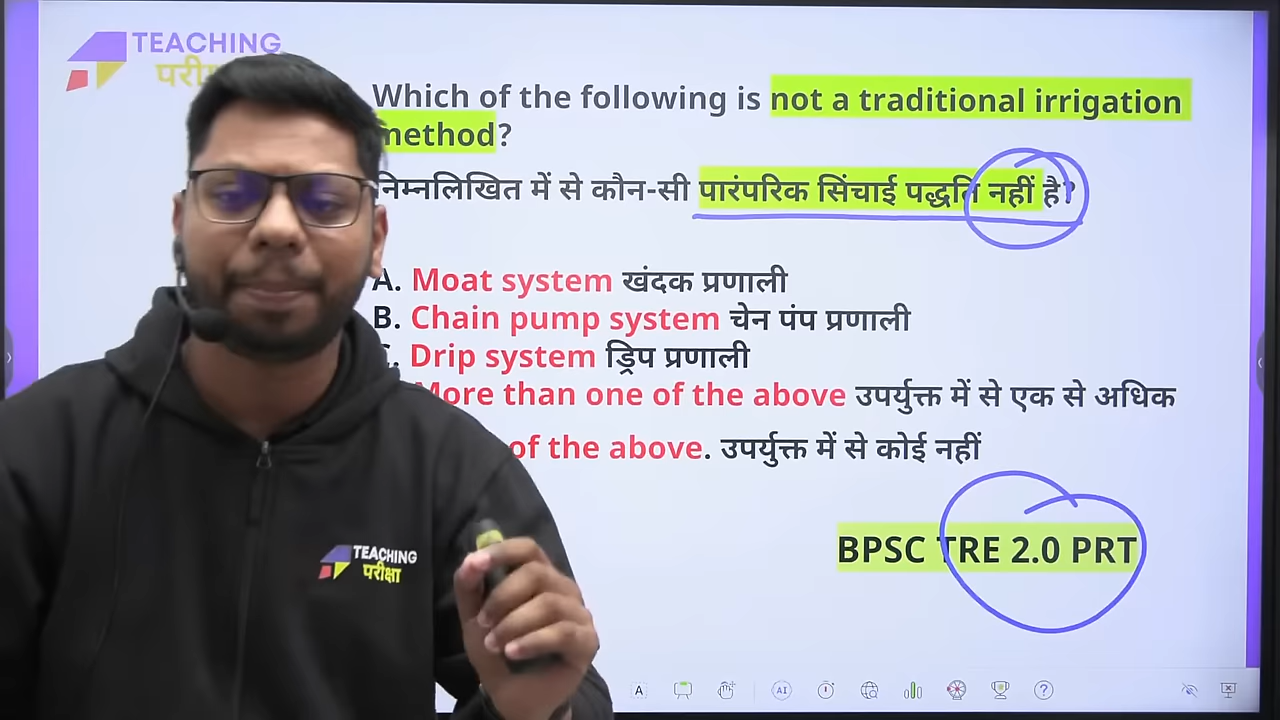 TEACHING
Which of the following is not a traditional irrigation
method?
निम्नलिखित में से कौन-सी पारंपरिक सिंचाई पद्धति नहीं है?
A. Moat system खंदक प्रणाली
B. Chain pump system चेन पंप प्रणाली
C. Drip system ड्रिप प्रणाली
More than one of the above उपर्युक्त में से एक से अधिक
of the above. उपर्युक्त में से कोई नहीं
BPSC TRE 2.0 PRT
TEACHING
परीक्षा
A
AI
?